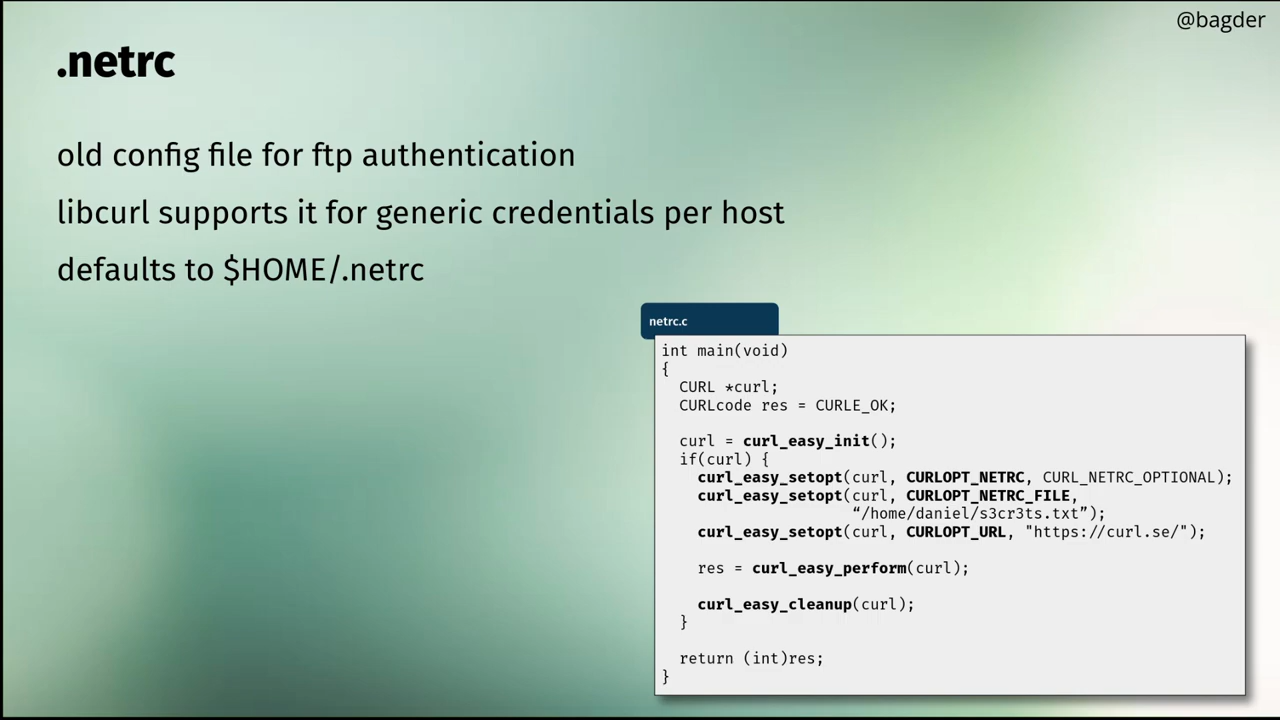 @bagder
.netrc
old config file for ftp authentication
libcurl supports it for generic credentials per host
defaults to $HOME/.netrc
netrc.c
int main(void)
{
  CURL *curl;
  CURLcode res = CURLE_OK;
  curl = curl_easy_init();
  if(curl) {
    curl_easy_setopt(curl, CURLOPT_NETRC, CURL_NETRC_OPTIONAL);
    curl_easy_setopt(curl, CURLOPT_NETRC_FILE,
                     “/home/daniel/s3cr3ts.txt”);
    curl_easy_setopt(curl, CURLOPT_URL, "https://curl.se/");
    res = curl_easy_perform(curl);
    curl_easy_cleanup(curl);
  }
  return (int)res;
}